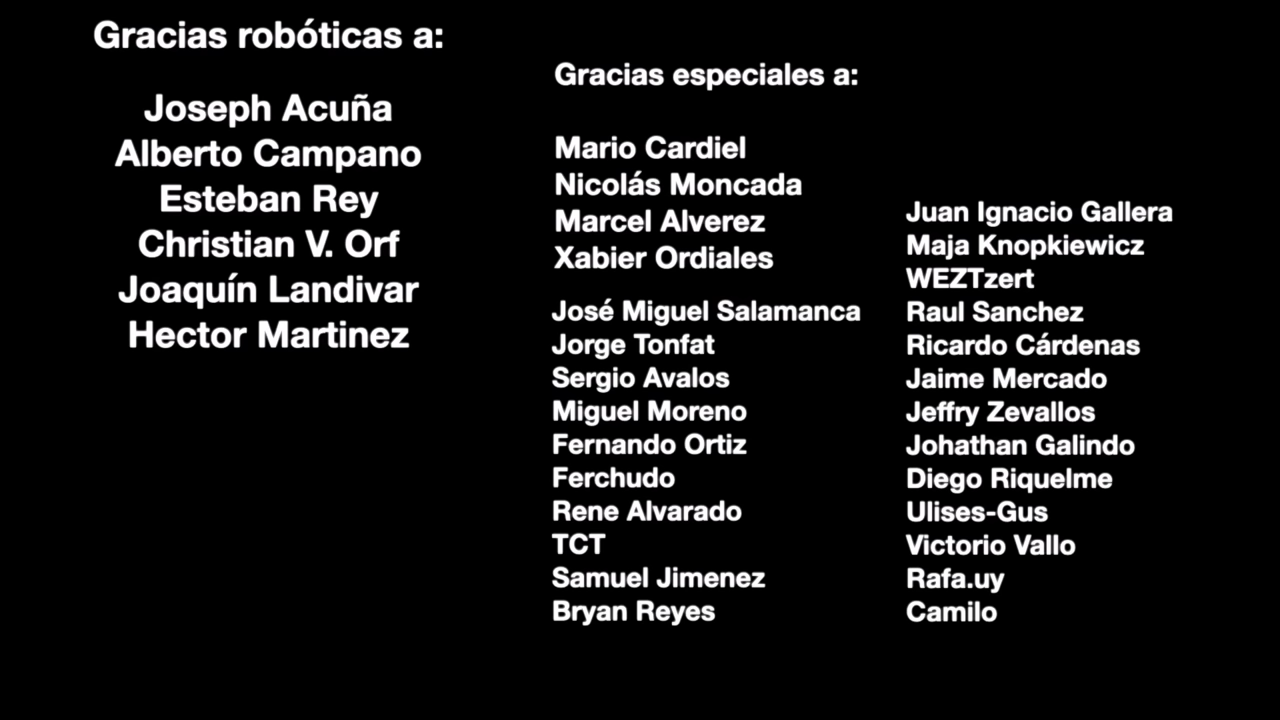 Gracias robóticas a:
Joseph Acuña
Alberto Campano
Esteban Rey
Christian V. Orf
Joaquín Landivar
Hector Martinez
Gracias especiales a:
Mario Cardiel
Nicolás Moncada
Marcel Alverez
Xabier Ordiales
José Miguel Salamanca
Jorge Tonfat
Sergio Avalos
Miguel Moreno
Fernando Ortiz
Ferchudo
Rene Alvarado
TCT
Samuel Jimenez
Bryan Reyes
Juan Ignacio Gallera
Maja Knopkiewicz
WEZTzert
Raul Sanchez
Ricardo Cárdenas
Jaime Mercado
Jeffry Zevallos
Johathan Galindo
Diego Riquelme
Ulises-Gus
Victorio Vallo
Rafa.uy
Camilo